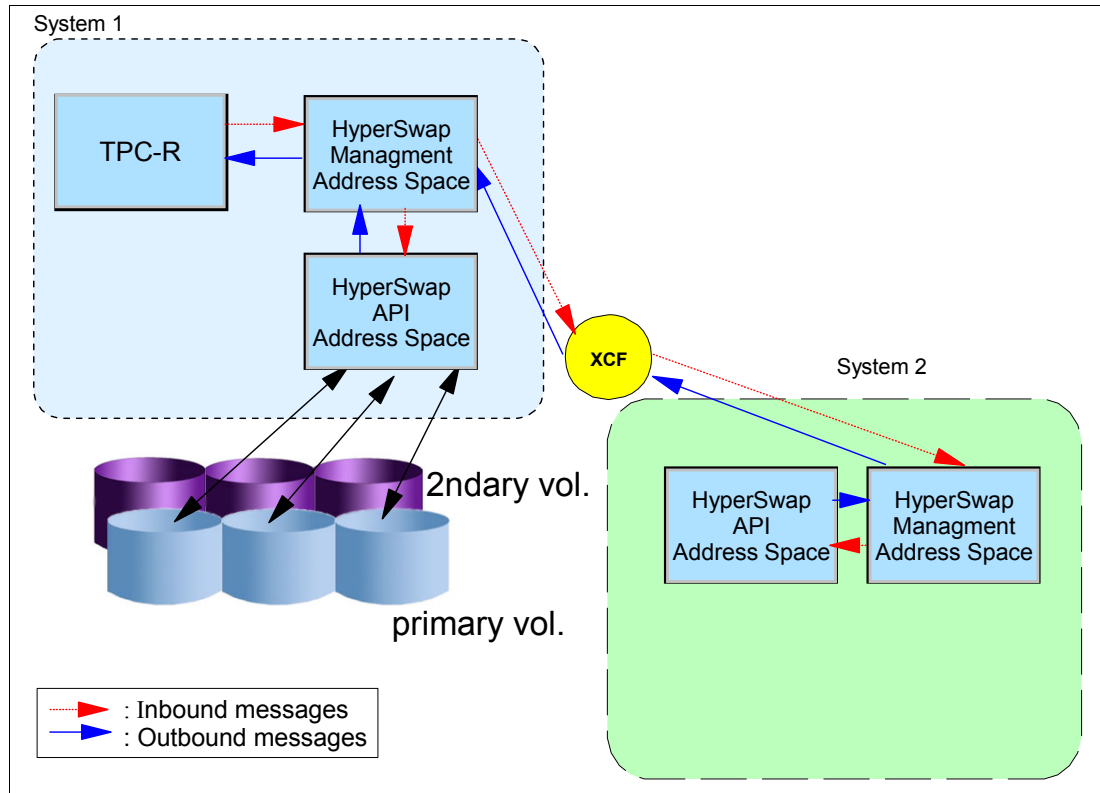 System 1
TPC-R
HyperSwap
Managment
Address Space
HyperSwap
API
Address Space
XCF
System 2
2ndary vol.
primary vol.
HyperSwap
API
Address Space
HyperSwap
Managment
Address Space
: Inbound messages
: Outbound messages